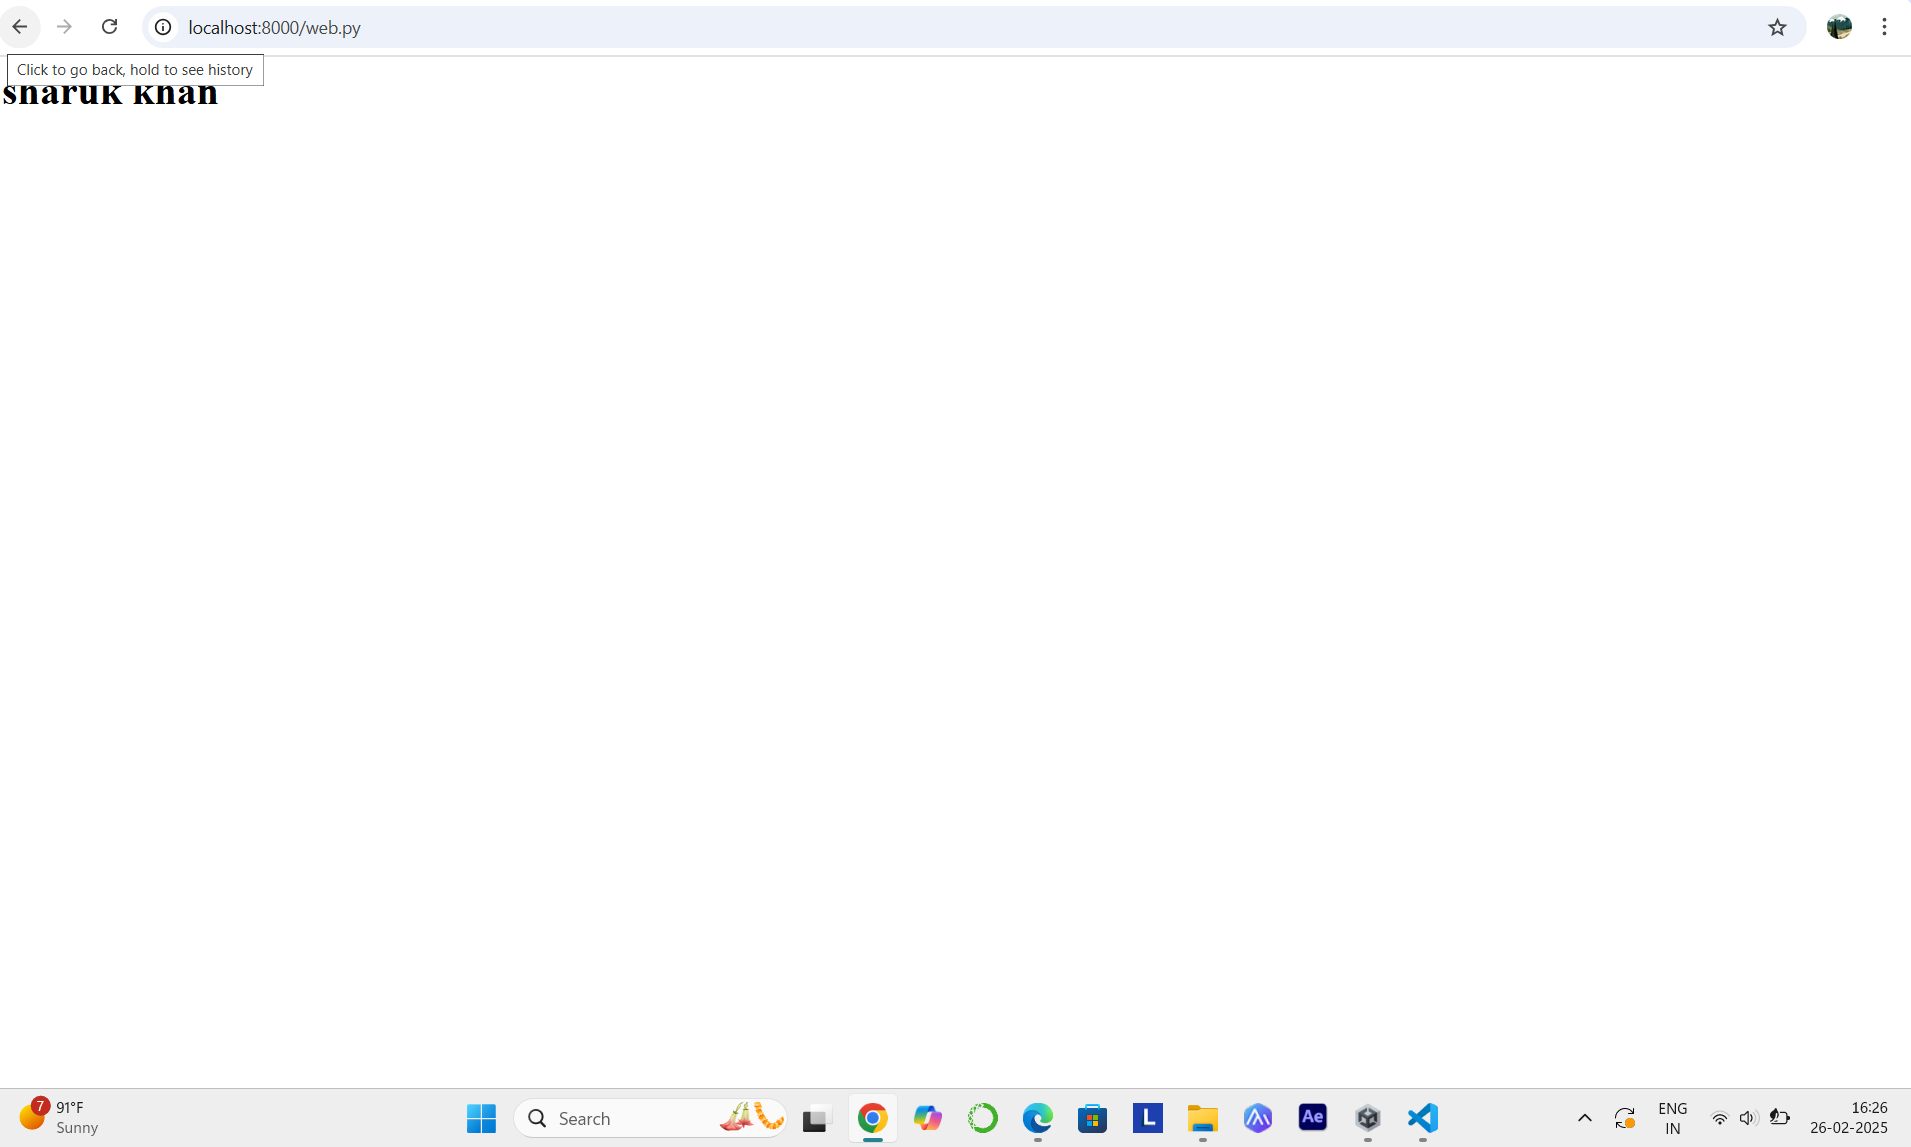 localhost:8000/web.py
Click to go back, hold to see history
sharuk khan
7
91°F
Sunny
Search
L
Ae
ENG
IN
16:26
26-02-2025